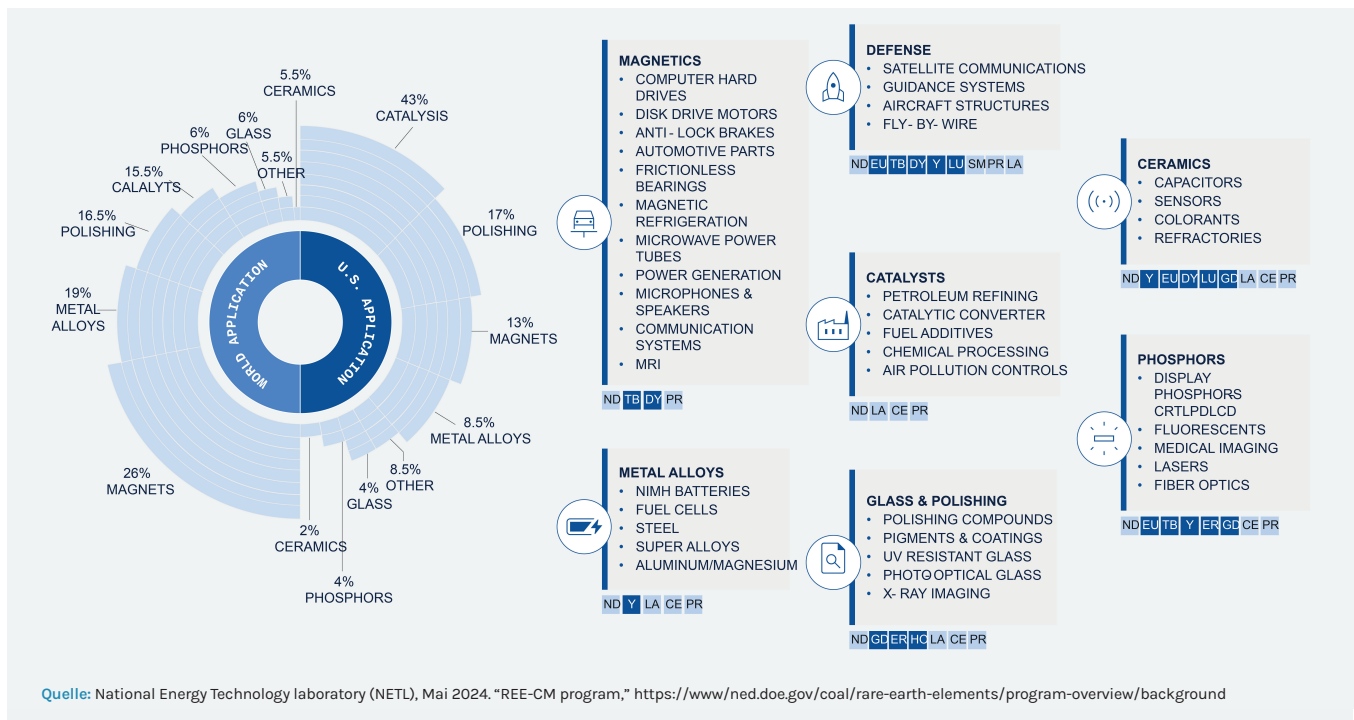 5.5%
CERAMICS
43%
CATALYSIS
6%
GLASS
6%
PHOSPHORS
5.5%
OTHER
15.5%
CALALYTS
16.5%
POLISHING
17%
POLISHING
19%
METAL
ALLOYS
13%
MAGNETS
WORLD APPLICATION
U.S. APPLICATION
8.5%
METAL ALLOYS
26%
MAGNETS
8.5%
OTHER
4%
GLASS
2%
CERAMICS
4%
PHOSPHORS
MAGNETICS
• COMPUTER HARD
DRIVES
• DISK DRIVE MOTORS
• ANTI- LOCK BRAKES
• AUTOMOTIVE PARTS
• FRICTIONLESS
BEARINGS
• MAGNETIC
REFRIGERATION
• MICROWAVE POWER
TUBES
• POWER GENERATION
• MICROPHONES &
SPEAKERS
• COMMUNICATION
SYSTEMS
• MRI
ND TB DY PR
METAL ALLOYS
• NIMH BATTERIES
• FUEL CELLS
• STEEL
• SUPER ALLOYS
• ALUMINUM/MAGNESIUM
ND Y LA CE PR
DEFENSE
• SATELLITE COMMUNICATIONS
• GUIDANCE SYSTEMS
• AIRCRAFT STRUCTURES
• FLY- BY- WIRE
ND EU TB DY Y LU SM PR LA
CATALYSTS
• PETROLEUM REFINING
• CATALYTIC CONVERTER
• FUEL ADDITIVES
• CHEMICAL PROCESSING
• AIR POLLUTION CONTROLS
ND LA CE PR
GLASS & POLISHING
• POLISHING COMPOUNDS
• PIGMENTS & COATINGS
• UV RESISTANT GLASS
• PHOTO-OPTICAL GLASS
• X- RAY IMAGING
ND GD ER HO LA CE PR
CERAMICS
• CAPACITORS
• SENSORS
• COLORANTS
• REFRACTORIES
ND Y EU DY LU GD LA CE PR
PHOSPHORS
• DISPLAY
PHOSPHORS-
CRTLPDLCD
• FLUORESCENTS
• MEDICAL IMAGING
• LASERS
• FIBER OPTICS
ND EU TB Y ER GD CE PR
Quelle: National Energy Technology laboratory (NETL), Mai 2024. “REE-CM program,” https://www/ned.doe.gov/coal/rare-earth-elements/program-overview/background